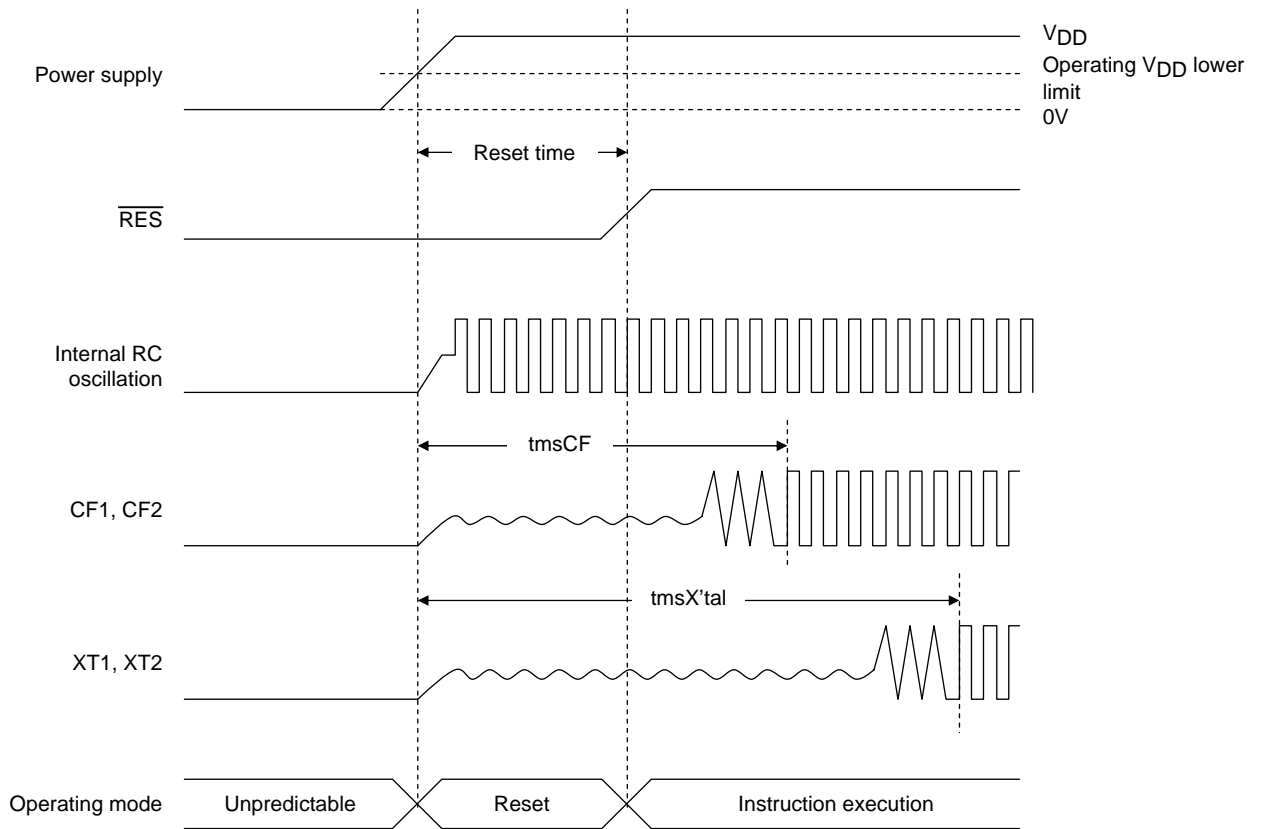 VDD
Power supply
Operating VDD lower
limit
0V
Reset time
RES
Internal RC
oscillation
tmsCF
CF1, CF2
tmsX'tal
XT1, XT2
Operating mode
Unpredictable
Reset
Instruction execution